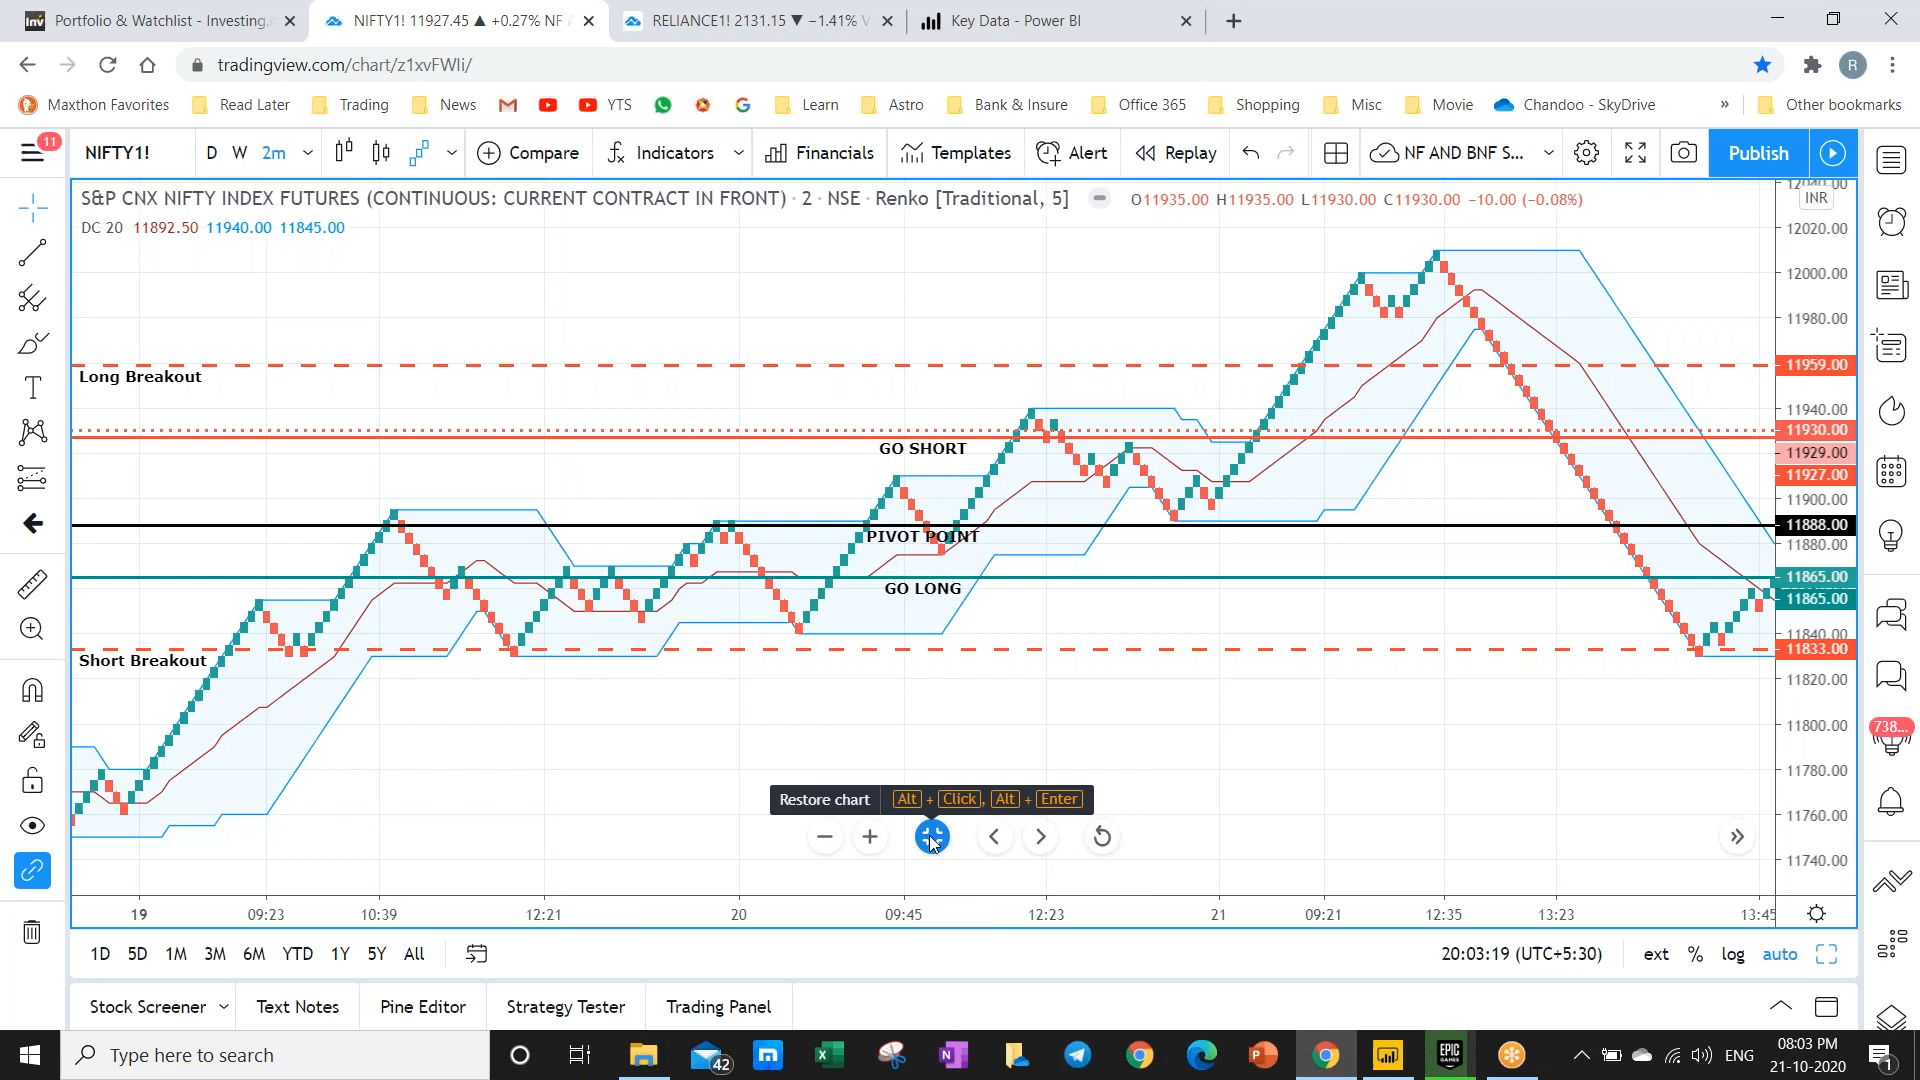 Portfolio & Watchlist - Investing.
NIFTY1! 11927.45 ▲ +0.27% NF
RELIANCE1! 2131.15 ▼ −1.41% V
Key Data - Power BI
tradingview.com/chart/z1xvFWli/
R
Maxthon Favorites
Read Later
Trading
News
YTS
Learn
Astro
Bank & Insure
Office 365
Shopping
Misc
Movie
Chandoo - SkyDrive
»
Other bookmarks
11
NIFTY1!
D W 2m
Compare
Indicators
Financials
Templates
Alert
Replay
NF AND BNF S...
Publish
S&P CNX NIFTY INDEX FUTURES (CONTINUOUS: CURRENT CONTRACT IN FRONT) · 2 · NSE · Renko [Traditional, 5]
O11935.00 H11935.00 L11930.00 C11930.00 −10.00 (−0.08%)
INR
DC 20 11892.50 11940.00 11845.00
12040.00
12020.00
12000.00
11980.00
11959.00
Long Breakout
11940.00
11930.00
GO SHORT
11929.00
11927.00
11900.00
11888.00
PIVOT POINT
11880.00
11865.00
GO LONG
11865.00
11840.00
11833.00
Short Breakout
11820.00
11800.00
738...
11780.00
11760.00
11740.00
Restore chart Alt + Click, Alt + Enter
19 09:23 10:39 12:21 20 09:45 12:23 21 09:21 12:35 13:23 13:45
1D 5D 1M 3M 6M YTD 1Y 5Y All
20:03:19 (UTC+5:30)
ext % log auto
Stock Screener
Text Notes
Pine Editor
Strategy Tester
Trading Panel
Type here to search
42
EPIC
GAMES
ENG
08:03 PM
21-10-2020
1